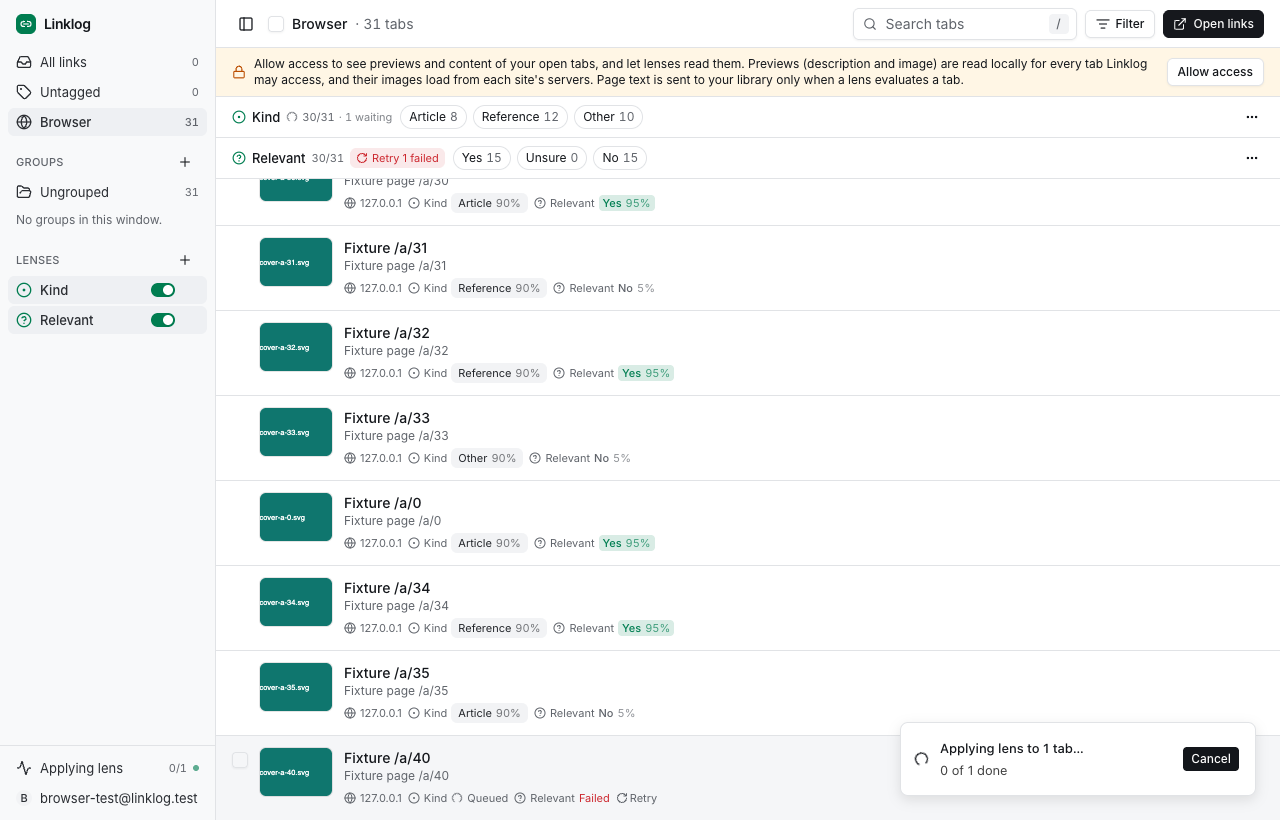 Linklog
All links 0
Untagged 0
Browser 31
GROUPS
Ungrouped 31
No groups in this window.
LENSES
Kind
Relevant
Applying lens 0/1
B browser-test@linklog.test
Browser · 31 tabs
Search tabs /
Filter
Open links
Allow access to see previews and content of your open tabs, and let lenses read them. Previews (description and image) are read locally for every tab Linklog
may access, and their images load from each site's servers. Page text is sent to your library only when a lens evaluates a tab.
Allow access
Kind 30/31 · 1 waiting Article 8 Reference 12 Other 10
Relevant 30/31 Retry 1 failed Yes 15 Unsure 0 No 15
Fixture page /a/30
127.0.0.1 Kind Article 90% Relevant Yes 95%
cover-a-31.svg
Fixture /a/31
Fixture page /a/31
127.0.0.1 Kind Reference 90% Relevant No 5%
cover-a-32.svg
Fixture /a/32
Fixture page /a/32
127.0.0.1 Kind Reference 90% Relevant Yes 95%
cover-a-33.svg
Fixture /a/33
Fixture page /a/33
127.0.0.1 Kind Other 90% Relevant No 5%
cover-a-0.svg
Fixture /a/0
Fixture page /a/0
127.0.0.1 Kind Article 90% Relevant Yes 95%
cover-a-34.svg
Fixture /a/34
Fixture page /a/34
127.0.0.1 Kind Reference 90% Relevant Yes 95%
cover-a-35.svg
Fixture /a/35
Fixture page /a/35
127.0.0.1 Kind Article 90% Relevant No 5%
cover-a-40.svg
Fixture /a/40
Fixture page /a/40
127.0.0.1 Kind Queued Relevant Failed Retry
Applying lens to 1 tab...
0 of 1 done
Cancel